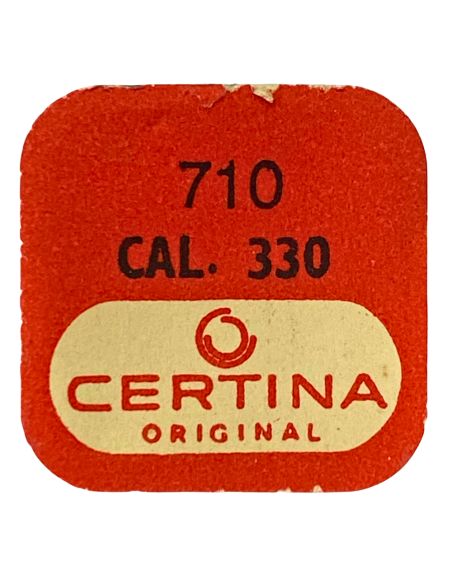 710
CAL. 330
CERTINA
ORIGINAL